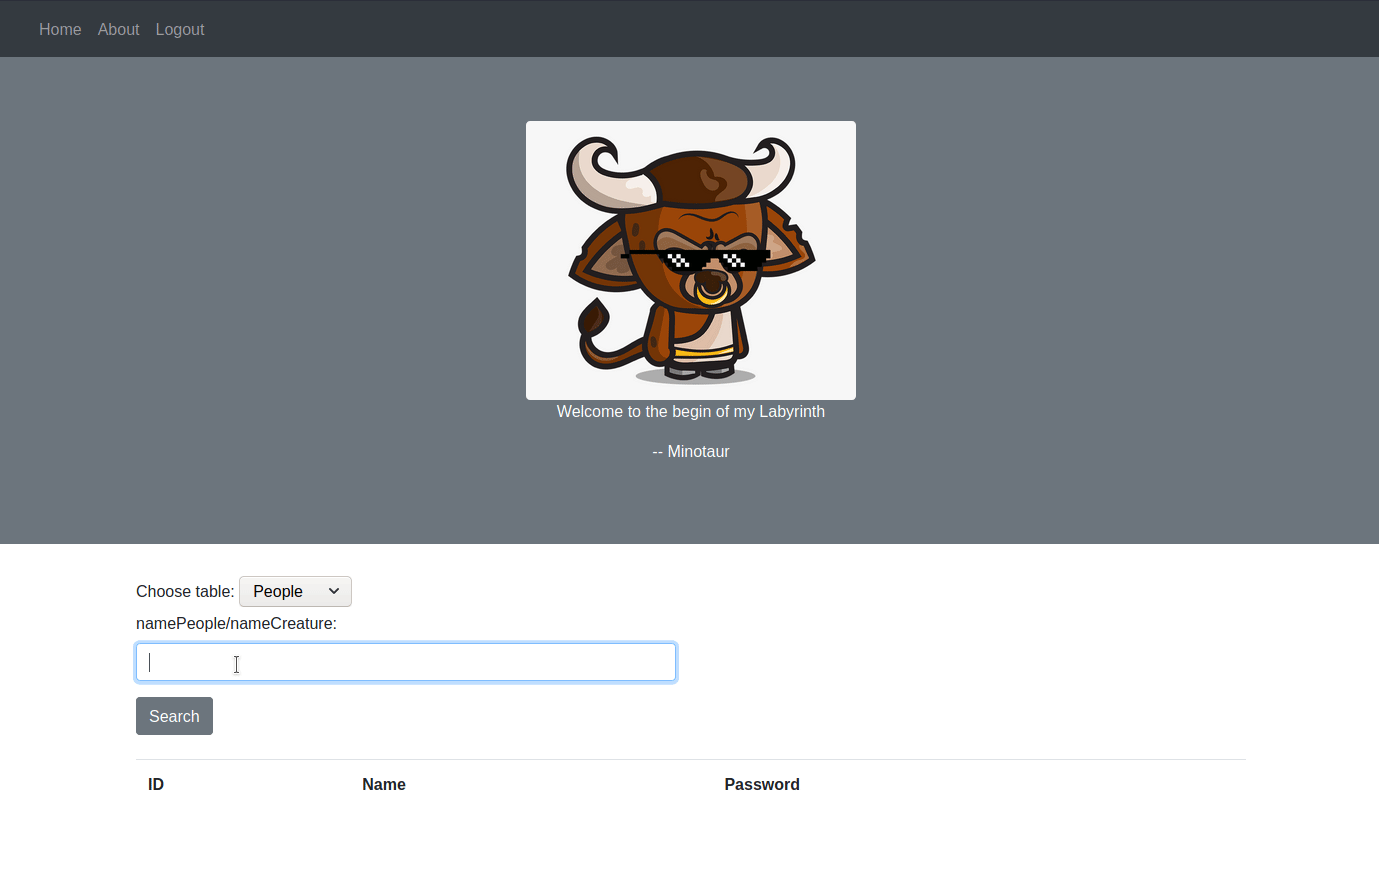 Home About Logout
Welcome to the begin of my Labyrinth
-- Minotaur
Choose table: People
namePeople/nameCreature:
Search
ID Name Password